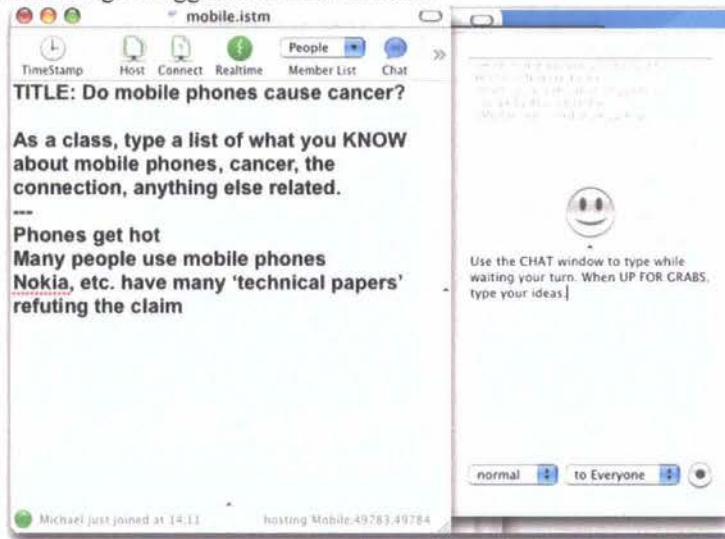 mobile.istm
People
TimeStamp Host Connect Realtime Member List Chat
TITLE: Do mobile phones cause cancer?
As a class, type a list of what you KNOW
about mobile phones, cancer, the
connection, anything else related.
---
Phones get hot
Many people use mobile phones
Nokia, etc. have many ‘technical papers’
refuting the claim
Michael just joined at 14:11 hosting Mobile:49783,49784
Use the CHAT window to type while
waiting your turn. When UP FOR GRABS,
type your ideas.
normal to Everyone